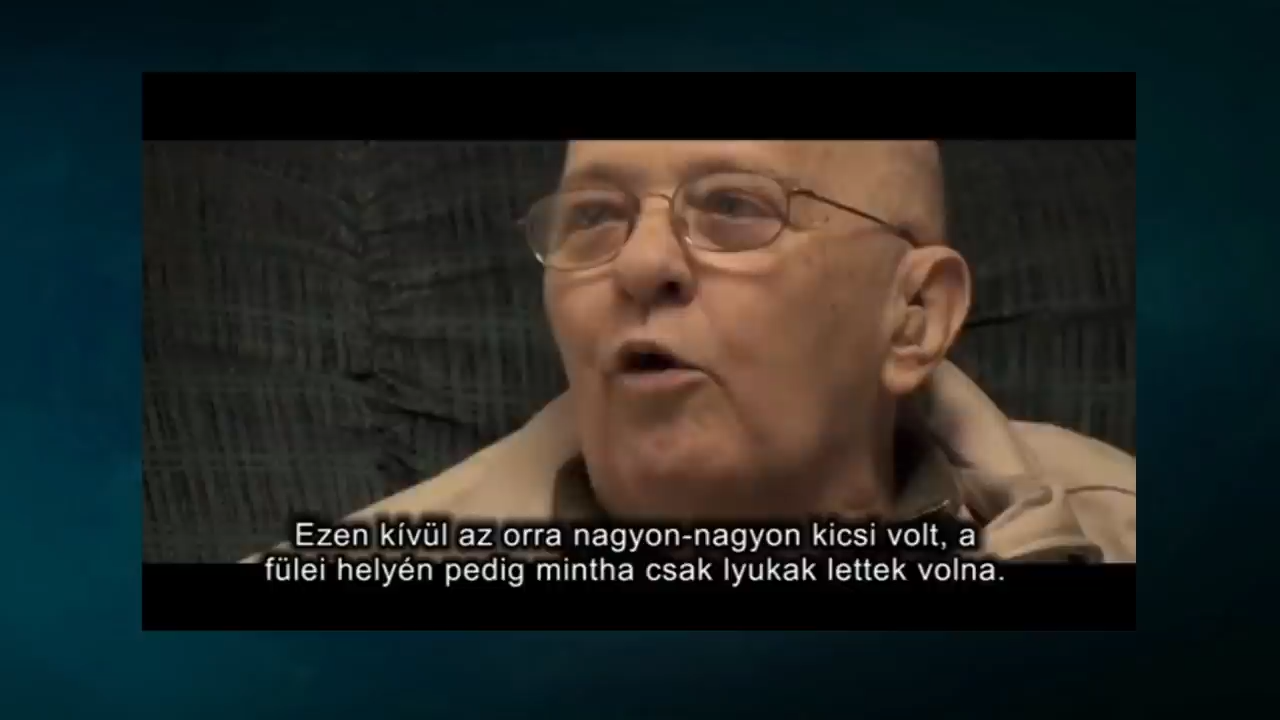 Ezen kívül az orra nagyon-nagyon kicsi volt, a
fülei helyén pedig mintha csak lyukak lettek volna.